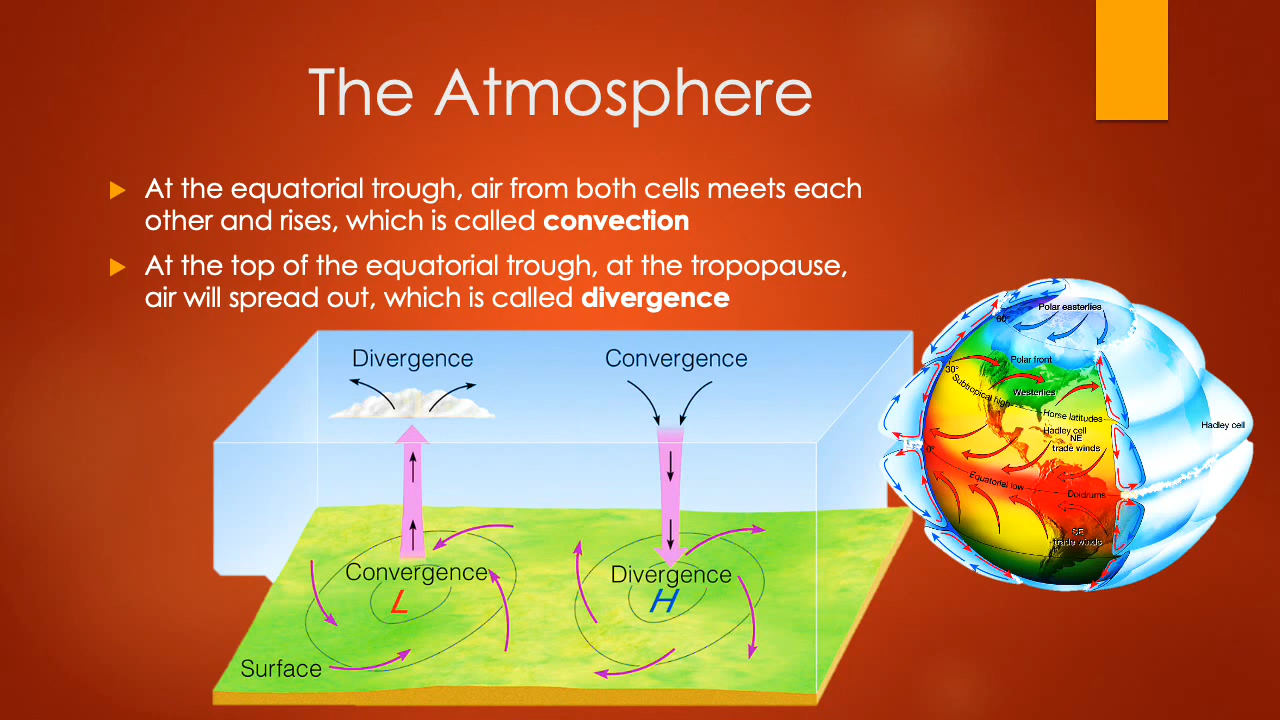 The Atmosphere
At the equatorial trough, air from both cells meets each
other and rises, which is called convection
At the top of the equatorial trough, at the tropopause,
air will spread out, which is called divergence
Divergence
Convergence
Convergence
L
Divergence
H
Surface
Polar easterlies
60°
Polar front
30°
Subtropical high
Westerlies
Horse latitudes
Hadley cell
NE
trade winds
Hadley cell
0°
Equatorial low
Doldrums
SE
trade winds